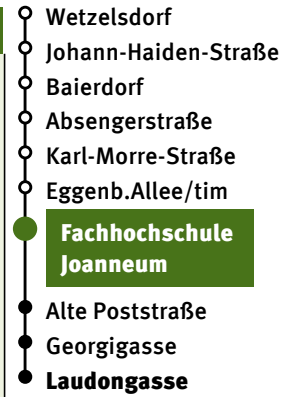 Wetzelsdorf
Johann-Haiden-Straße
Baierdorf
Absengerstraße
Karl-Morre-Straße
Eggenb.Allee/tim
Fachhochschule
Joanneum
Alte Poststraße
Georgigasse
Laudongasse